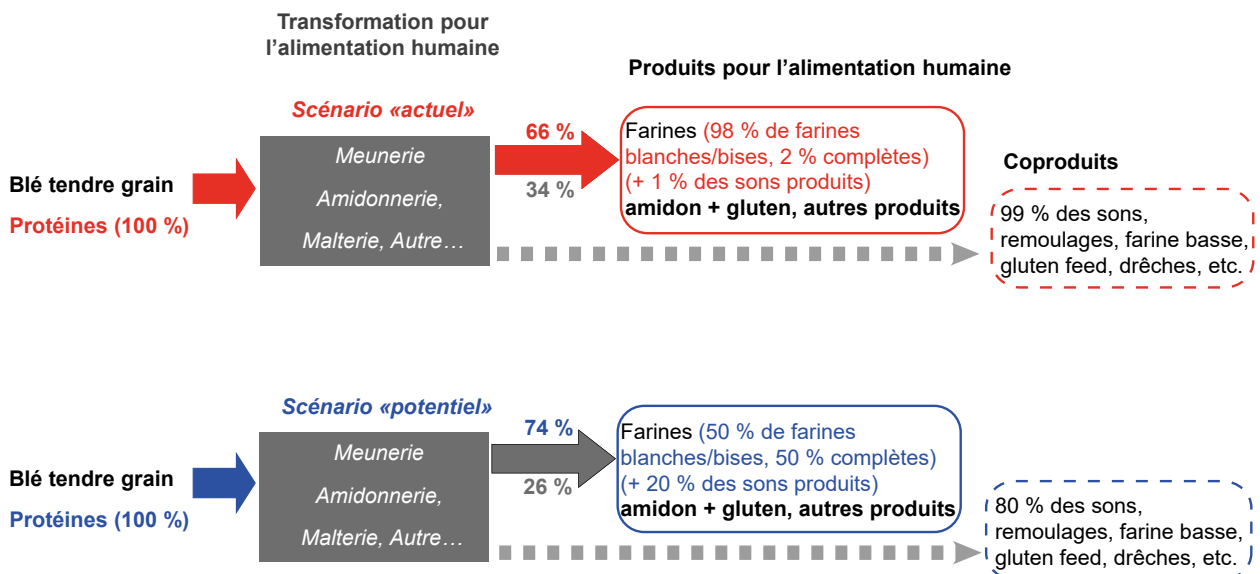 Transformation pour
l’alimentation humaine
Produits pour l’alimentation humaine
Scénario «actuel»
Blé tendre grain
Protéines (100 %)
Meunerie
Amidonnerie,
Malterie, Autre…
66 %
34 %
Farines (98 % de farines
blanches/bises, 2 % complètes)
(+ 1 % des sons produits)
amidon + gluten, autres produits
Coproduits
99 % des sons,
remoulages, farine basse,
gluten feed, drêches, etc.
Scénario «potentiel»
Blé tendre grain
Protéines (100 %)
Meunerie
Amidonnerie,
Malterie, Autre…
74 %
26 %
Farines (50 % de farines
blanches/bises, 50 % complètes)
(+ 20 % des sons produits)
amidon + gluten, autres produits
80 % des sons,
remoulages, farine basse,
gluten feed, drêches, etc.